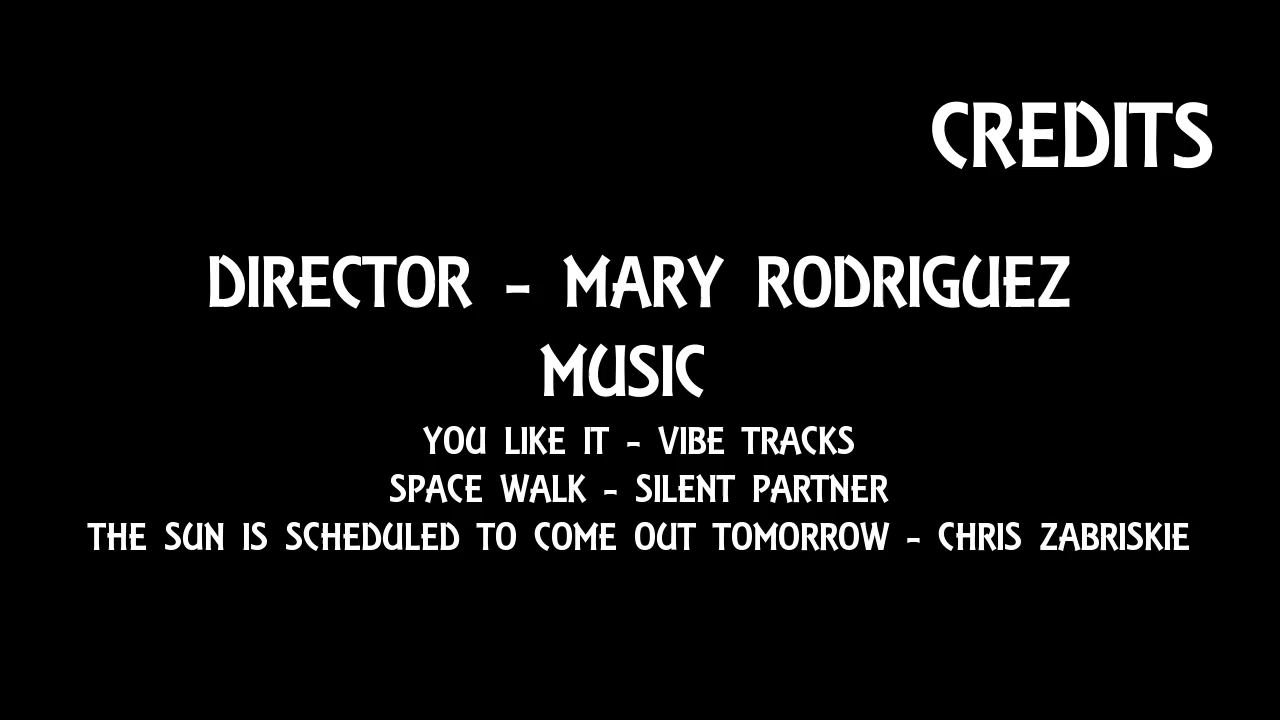 CREDITS
DIRECTOR - MARY RODRIGUEZ
MUSIC
YOU LIKE IT - VIBE TRACKS
SPACE WALK - SILENT PARTNER
THE SUN IS SCHEDULED TO COME OUT TOMORROW - CHRIS ZABRISKIE